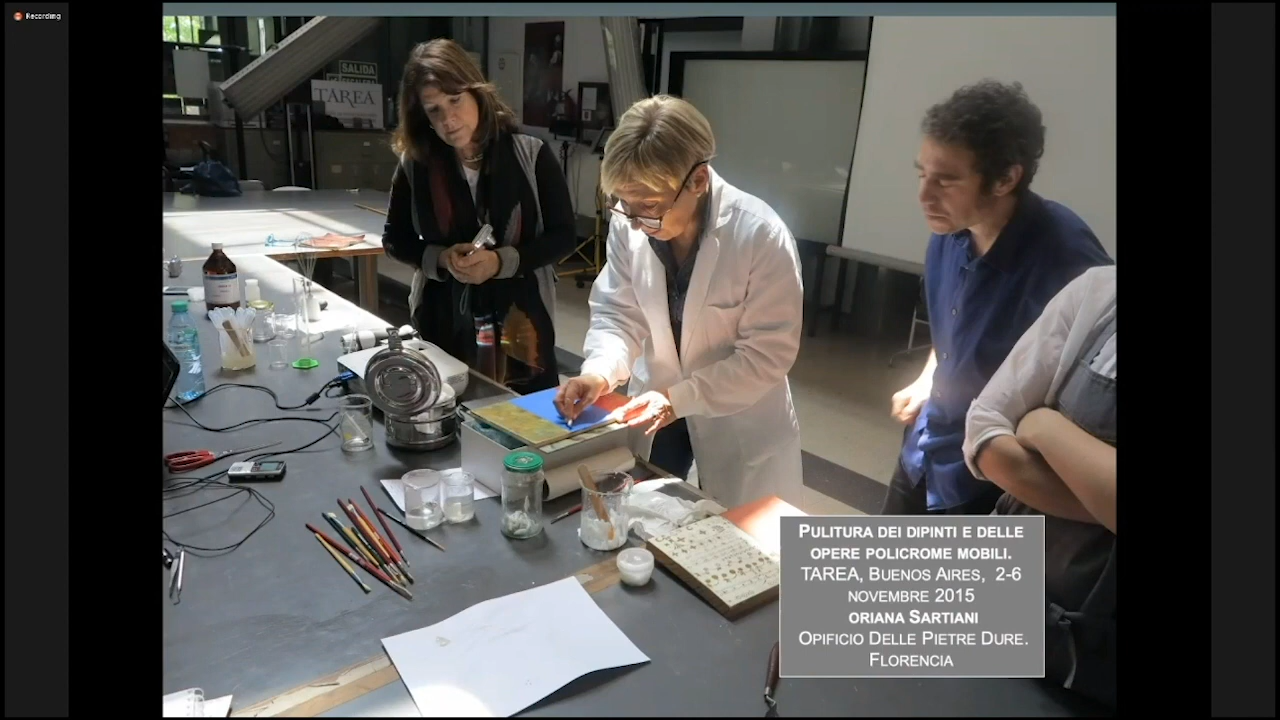 Recording
SALIDA
TAREA
PULITURA DEI DIPINTI E DELLE
OPERE POLICROME MOBILI.
TAREA, BUENOS AIRES, 2-6
NOVEMBRE 2015
ORIANA SARTIANI
OPIFICIO DELLE PIETRE DURE.
FLORENCIA